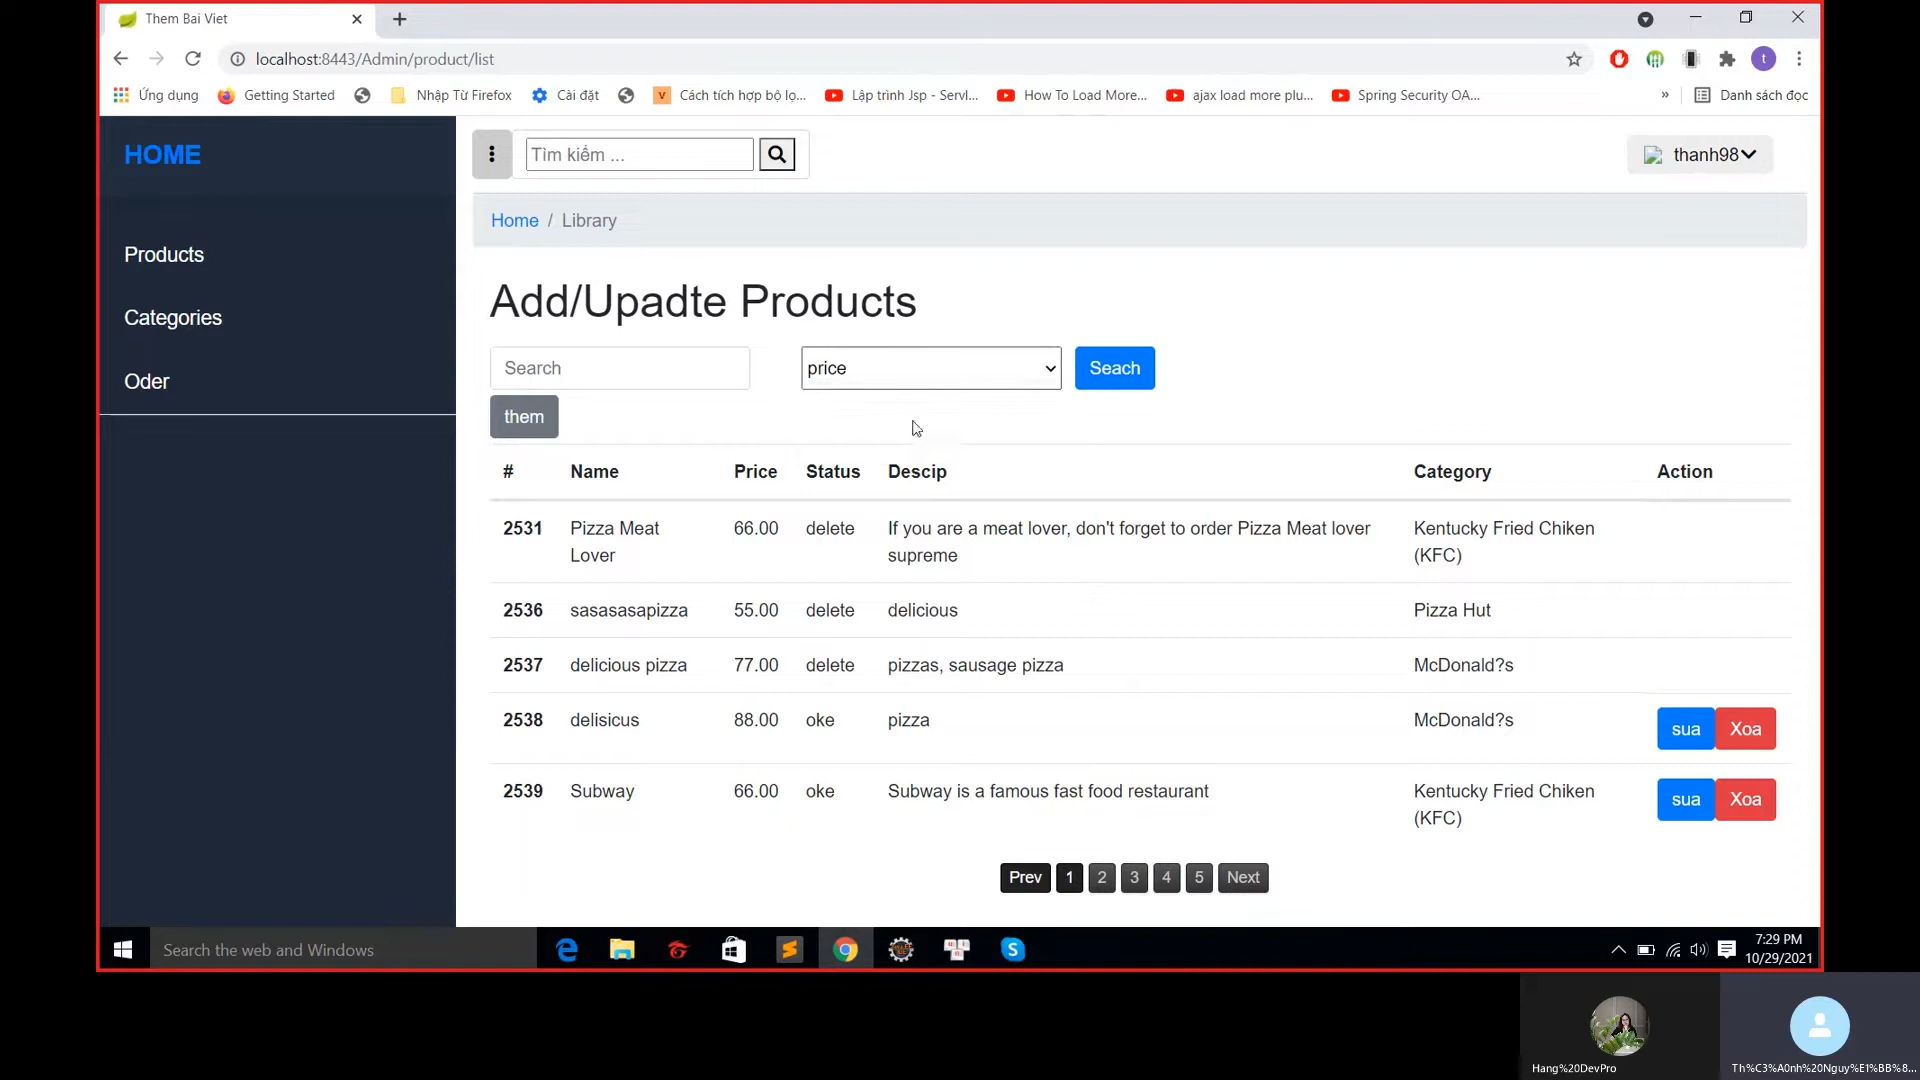 Them Bai Viet
localhost:8443/Admin/product/list
t
Ứng dụng
Getting Started
Nhập Từ Firefox
Cài đặt
V
Cách tích hợp bộ lọ...
Lập trình Jsp - Servl...
How To Load More...
ajax load more plu...
Spring Security OA...
»
Danh sách đọc
HOME
Tìm kiếm ...
thanh98
Home / Library
Products
Categories
Oder
Add/Upadte Products
Search
price
Seach
them
# Name Price Status Descip Category Action
2531 Pizza Meat 66.00 delete If you are a meat lover, don't forget to order Pizza Meat lover Kentucky Fried Chiken
Lover supreme (KFC)
2536 sasasasapizza 55.00 delete delicious Pizza Hut
2537 delicious pizza 77.00 delete pizzas, sausage pizza McDonald?s
2538 delisicus 88.00 oke pizza McDonald?s sua Xoa
2539 Subway 66.00 oke Subway is a famous fast food restaurant Kentucky Fried Chiken sua Xoa
(KFC)
Prev 1 2 3 4 5 Next
Search the web and Windows
7:29 PM
10/29/2021
Hang%20DevPro
Th%C3%A0nh%20Nguy%E1%BB%8...